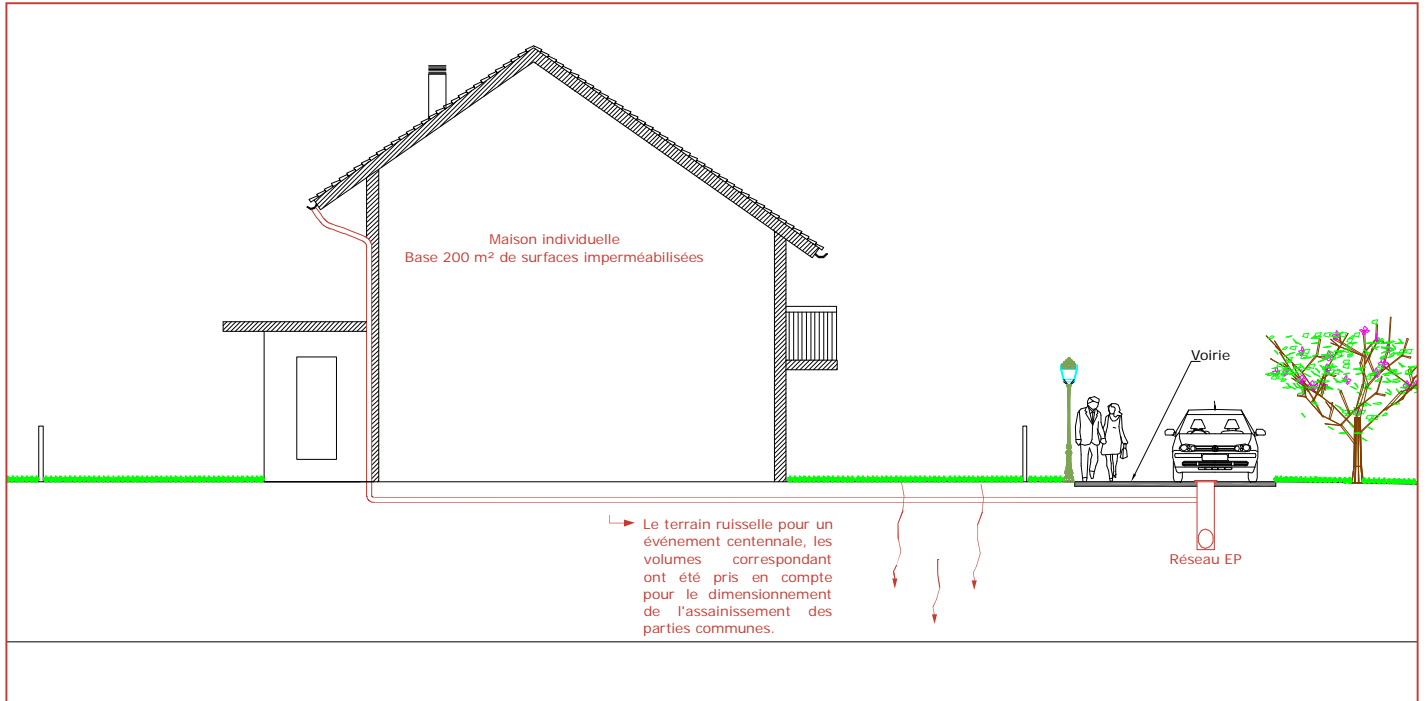 Maison individuelle
Base 200 m² de surfaces imperméabilisées
Voirie
Le terrain ruisselle pour un
événement centennale, les
volumes correspondant
ont été pris en compte
pour le dimensionnement
de l'assainissement des
parties communes.
Réseau EP